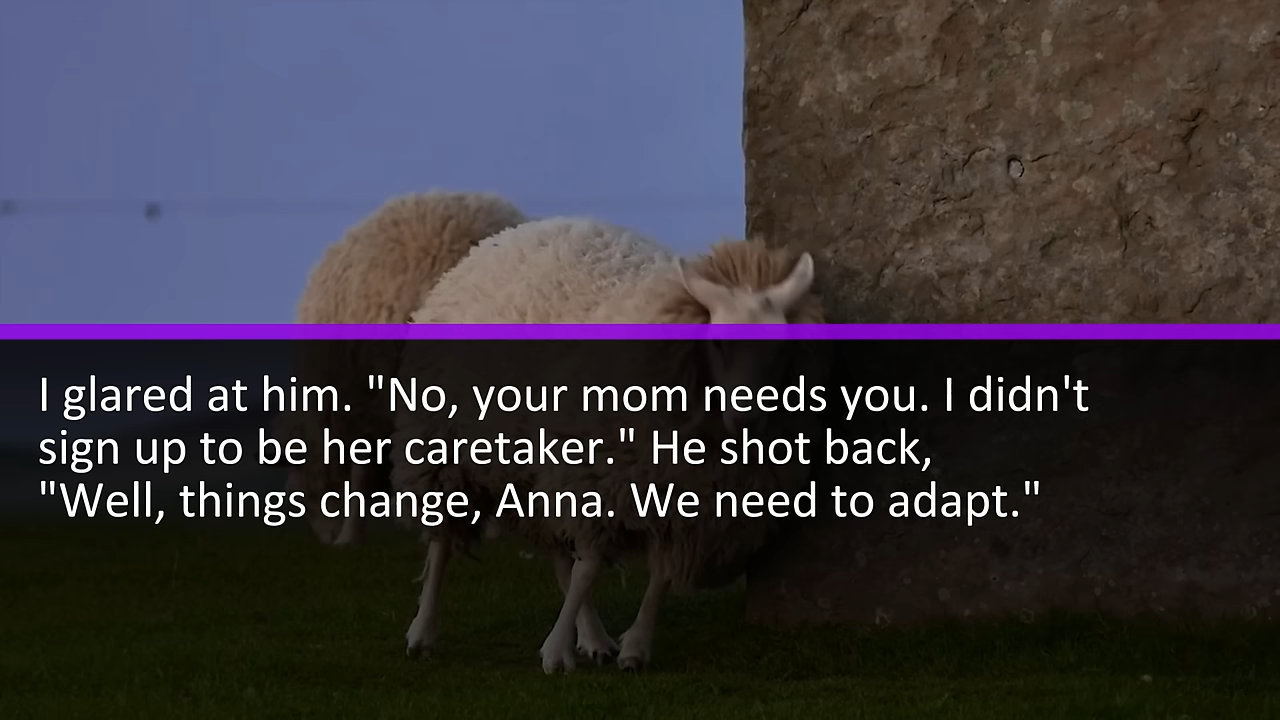 I glared at him. "No, your mom needs you. I didn't
sign up to be her caretaker." He shot back,
"Well, things change, Anna. We need to adapt."